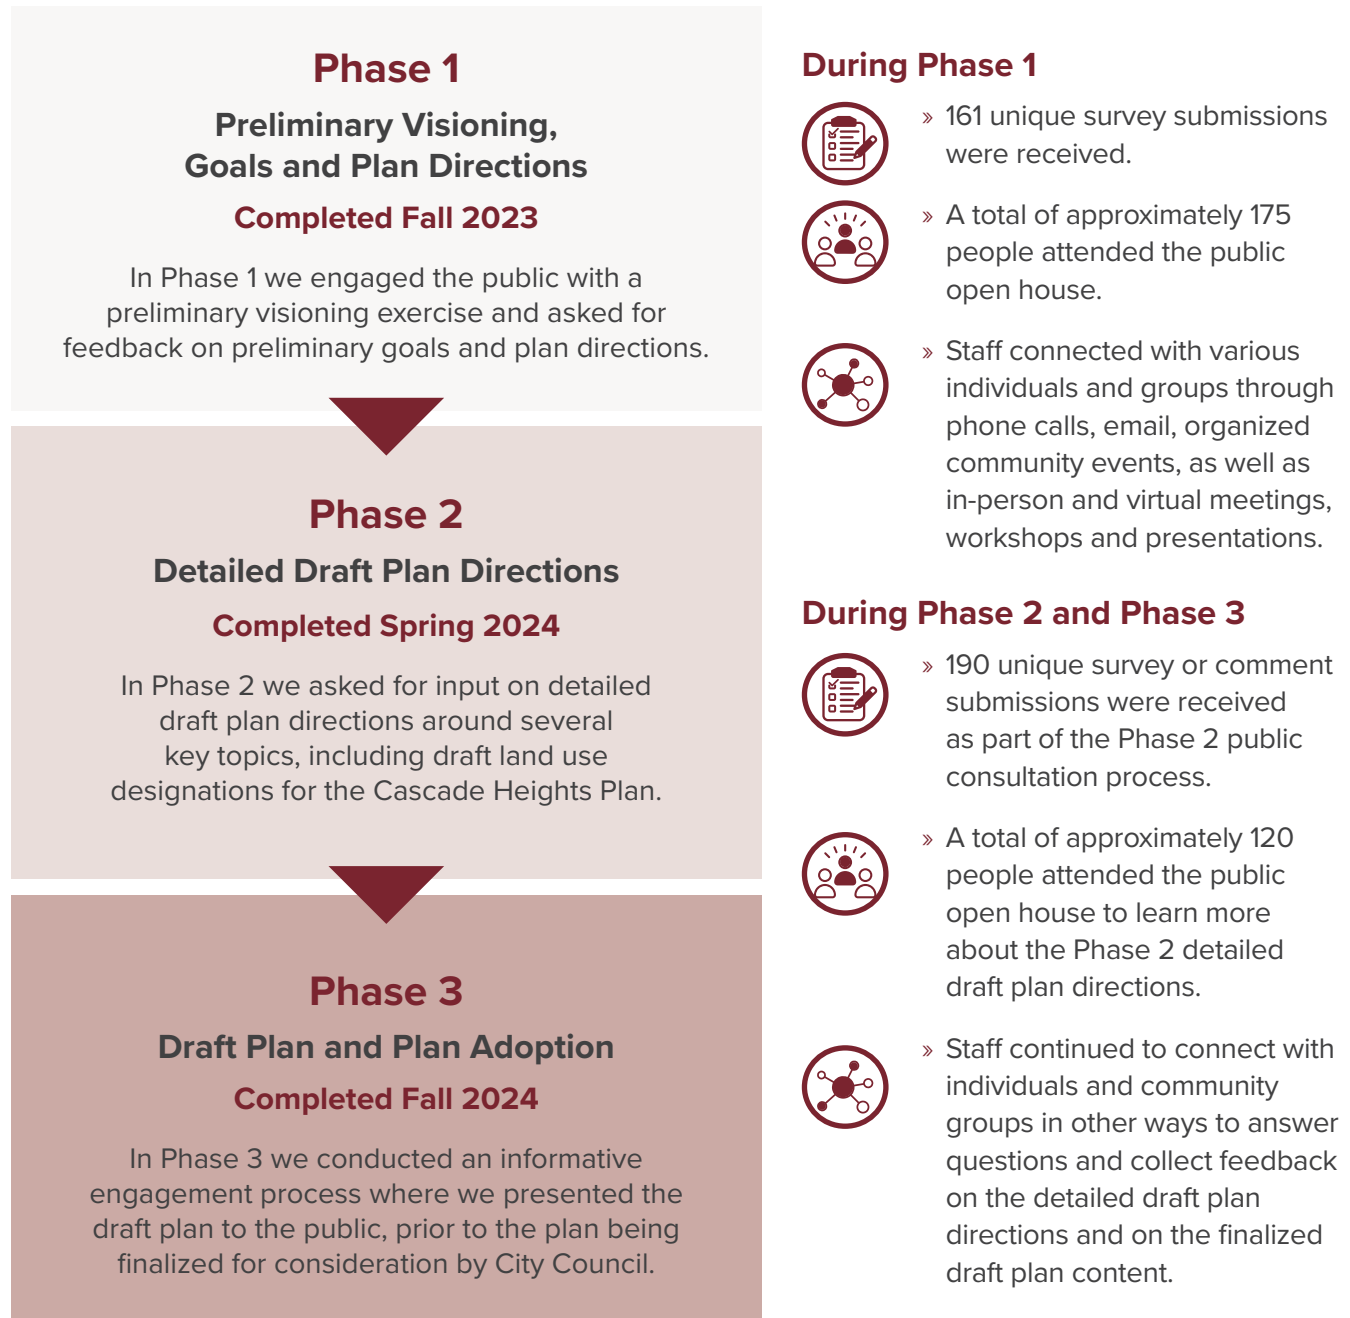 Phase 1
Preliminary Visioning,
Goals and Plan Directions
Completed Fall 2023
In Phase 1 we engaged the public with a
preliminary visioning exercise and asked for
feedback on preliminary goals and plan directions.
Phase 2
Detailed Draft Plan Directions
Completed Spring 2024
In Phase 2 we asked for input on detailed
draft plan directions around several
key topics, including draft land use
designations for the Cascade Heights Plan.
Phase 3
Draft Plan and Plan Adoption
Completed Fall 2024
In Phase 3 we conducted an informative
engagement process where we presented the
draft plan to the public, prior to the plan being
finalized for consideration by City Council.
During Phase 1
» 161 unique survey submissions
were received.
» A total of approximately 175
people attended the public
open house.
» Staff connected with various
individuals and groups through
phone calls, email, organized
community events, as well as
in-person and virtual meetings,
workshops and presentations.
During Phase 2 and Phase 3
» 190 unique survey or comment
submissions were received
as part of the Phase 2 public
consultation process.
» A total of approximately 120
people attended the public
open house to learn more
about the Phase 2 detailed
draft plan directions.
» Staff continued to connect with
individuals and community
groups in other ways to answer
questions and collect feedback
on the detailed draft plan
directions and on the finalized
draft plan content.